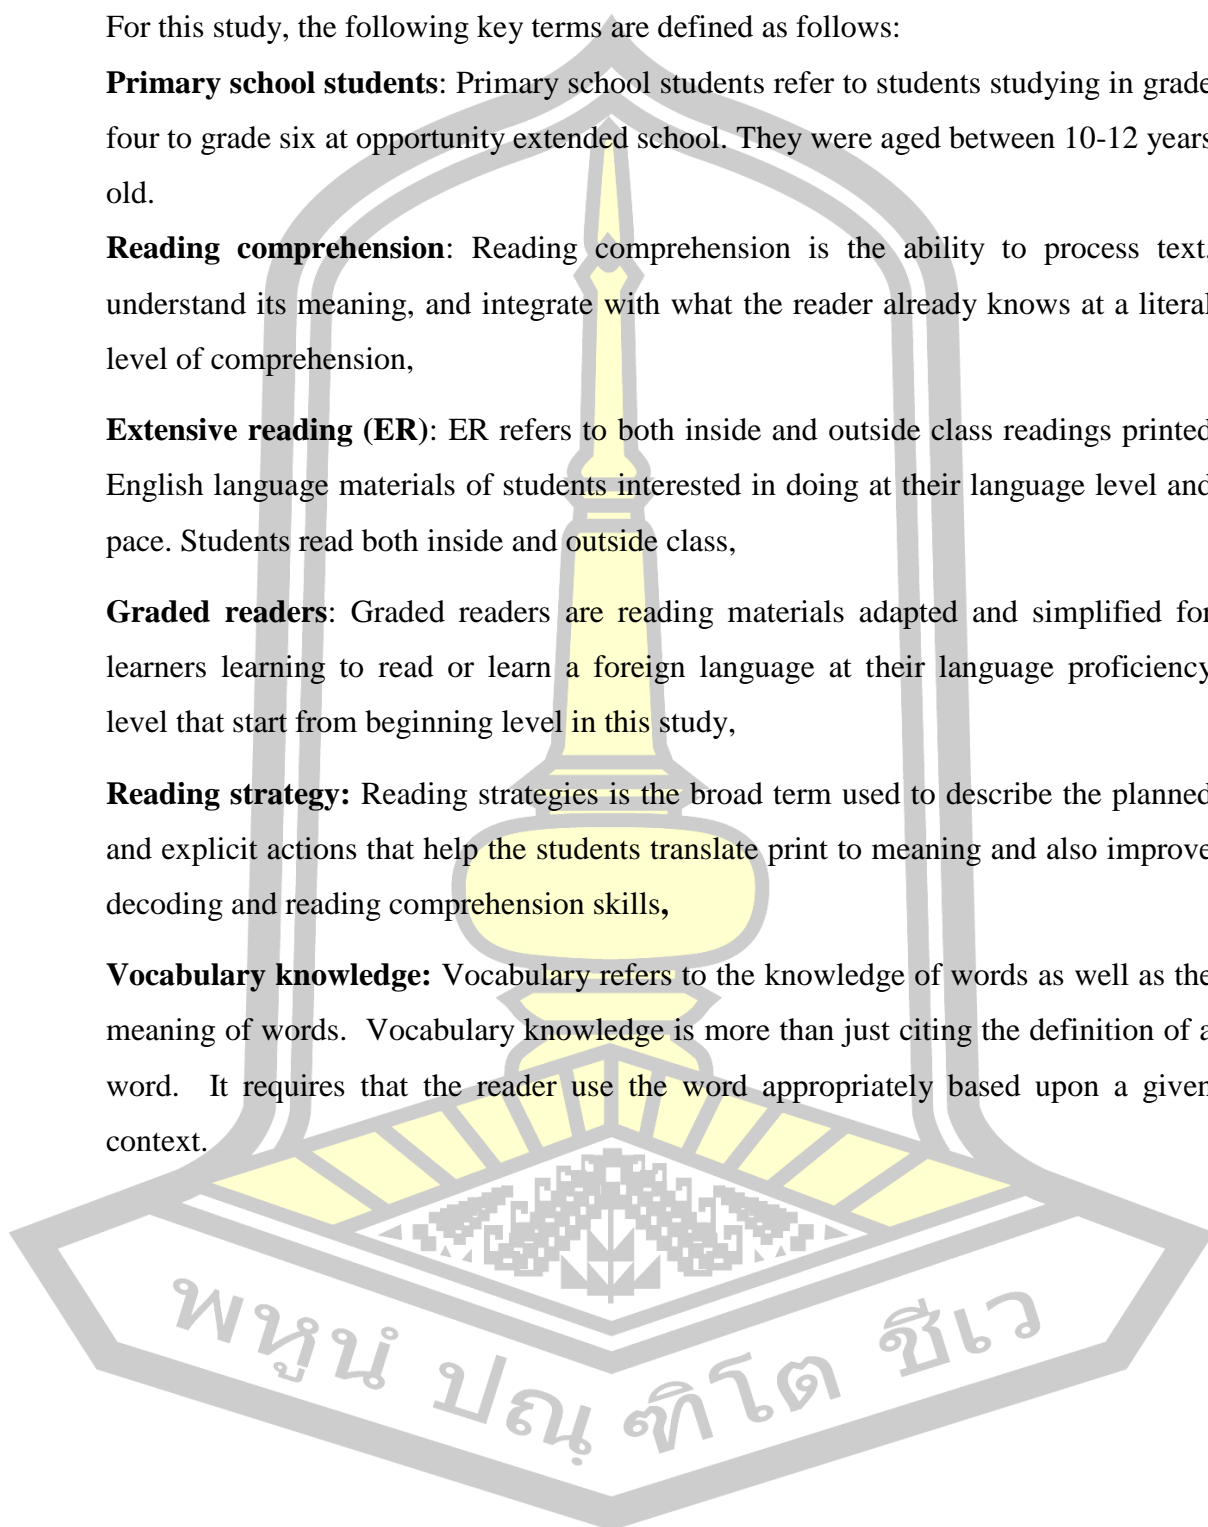 For this study, the following key terms are defined as follows:
Primary school students: Primary school students refer to students studying in grade
four to grade six at opportunity extended school. They were aged between 10-12 years
old.
Reading comprehension: Reading comprehension is the ability to process text,
understand its meaning, and integrate with what the reader already knows at a literal
level of comprehension,
Extensive reading (ER): ER refers to both inside and outside class readings printed
English language materials of students interested in doing at their language level and
pace. Students read both inside and outside class,
Graded readers: Graded readers are reading materials adapted and simplified for
learners learning to read or learn a foreign language at their language proficiency
level that start from beginning level in this study,
Reading strategy: Reading strategies is the broad term used to describe the planned
and explicit actions that help the students translate print to meaning and also improve
decoding and reading comprehension skills,
Vocabulary knowledge: Vocabulary refers to the knowledge of words as well as the
meaning of words. Vocabulary knowledge is more than just citing the definition of a
word. It requires that the reader use the word appropriately based upon a given
context.
พหูนํ ปณฺ ฑิโต ชีเว